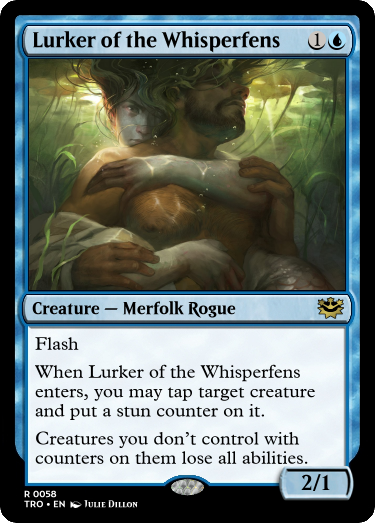 Lurker of the Whisperfens 1
Creature — Merfolk Rogue
Flash
When Lurker of the Whisperfens
enters, you may tap target creature
and put a stun counter on it.
Creatures you don't control with
counters on them lose all abilities.
2/1
R 0058
TRO • EN JULIE DILLON